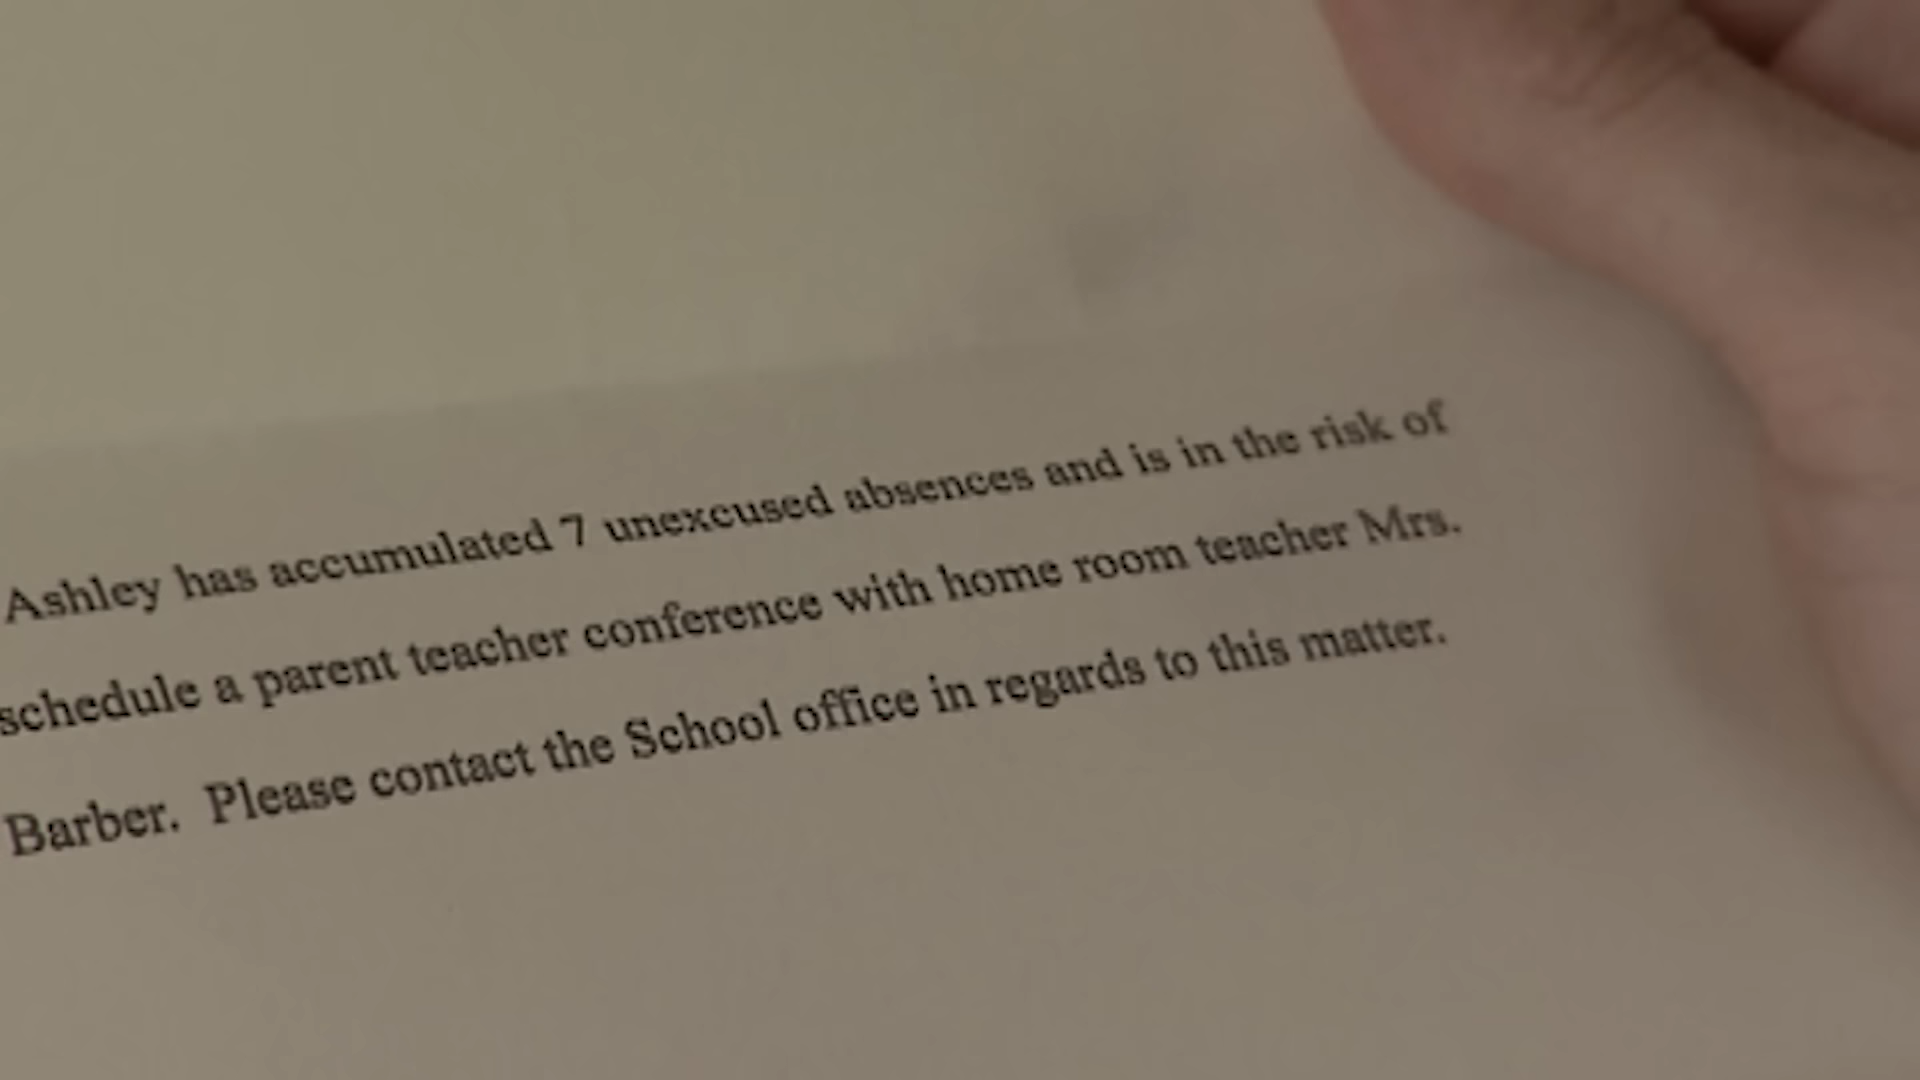 Ashley has accumulated 7 unexcused absences and is in the risk of
schedule a parent teacher conference with home room teacher Mrs.
Barber. Please contact the School office in regards to this matter.